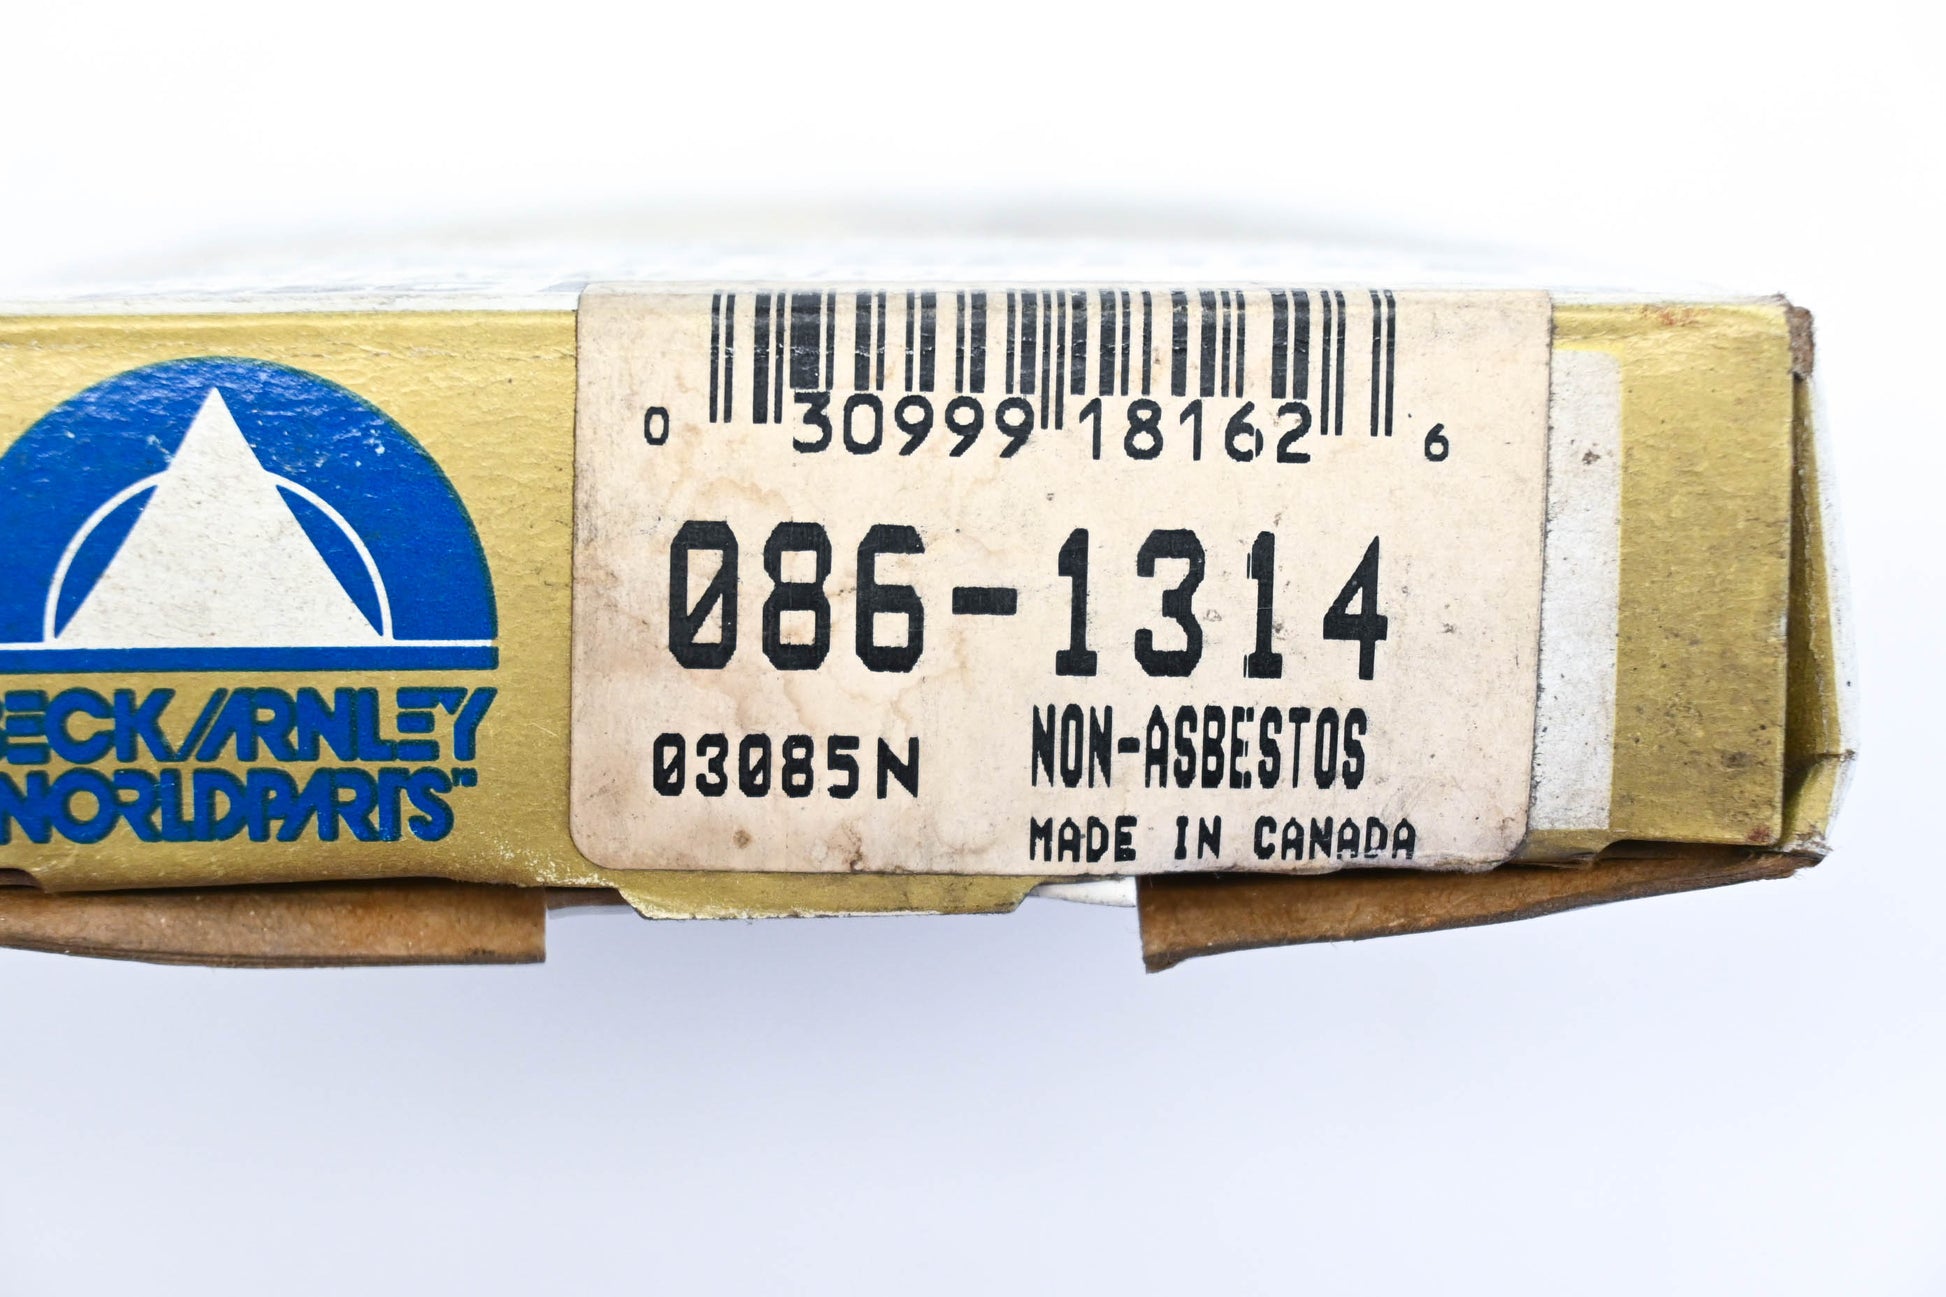 0 30999 18162 6
086-1314
03085N NON-ASBESTOS
MADE IN CANADA
BECK/ARNLEY
WORLDPARTS